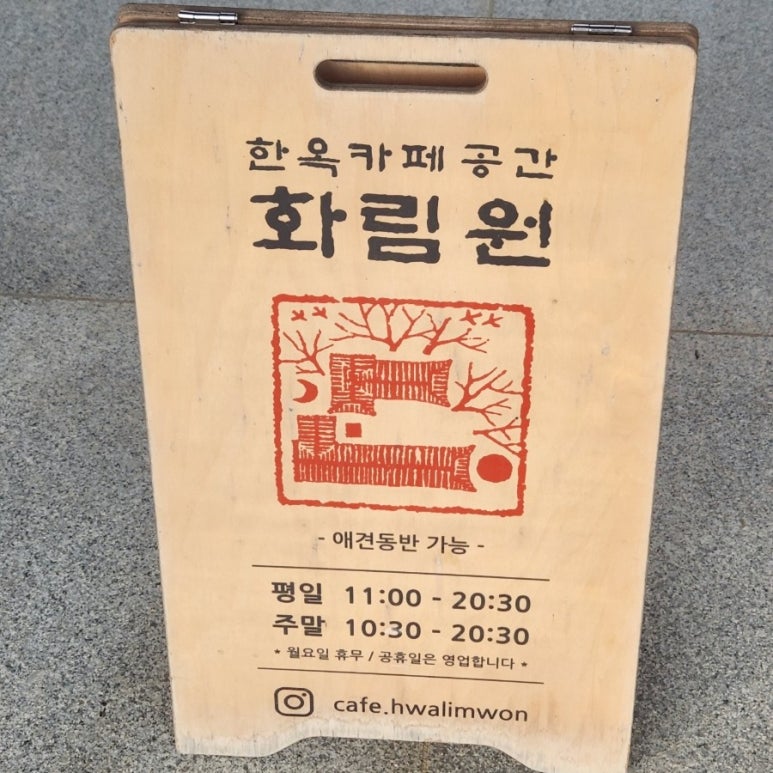 한옥카페 공간
화림원
- 애견동반 가능 -
평일 11:00 - 20:30
주말 10:30 - 20:30
* 월요일 휴무 / 공휴일은 영업합니다 *
cafe.hwalimwon